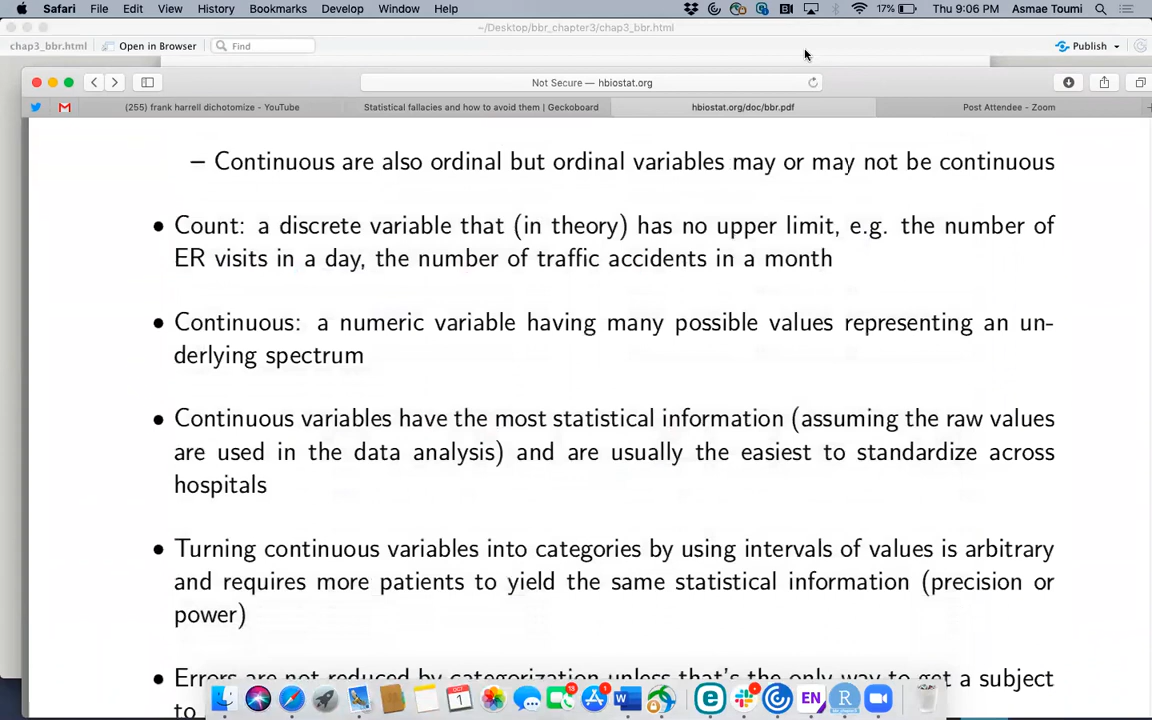 Safari File Edit View History Bookmarks Develop Window Help 17% Thu 9:06 PM Asmae Toumi
~/Desktop/bbr_chapter3/chap3_bbr.html
chap3_bbr.html Open in Browser Find Publish
Not Secure — hbiostat.org
(255) frank harrell dichotomize - YouTube Statistical fallacies and how to avoid them | Geckoboard hbiostat.org/doc/bbr.pdf Post Attendee - Zoom
– Continuous are also ordinal but ordinal variables may or may not be continuous
• Count: a discrete variable that (in theory) has no upper limit, e.g. the number of
ER visits in a day, the number of traffic accidents in a month
• Continuous: a numeric variable having many possible values representing an un-
derlying spectrum
• Continuous variables have the most statistical information (assuming the raw values
are used in the data analysis) and are usually the easiest to standardize across
hospitals
• Turning continuous variables into categories by using intervals of values is arbitrary
and requires more patients to yield the same statistical information (precision or
power)
• Errors are not reduced by categorization unless that's the only way to get a subject
to
OCT
1
EN
R